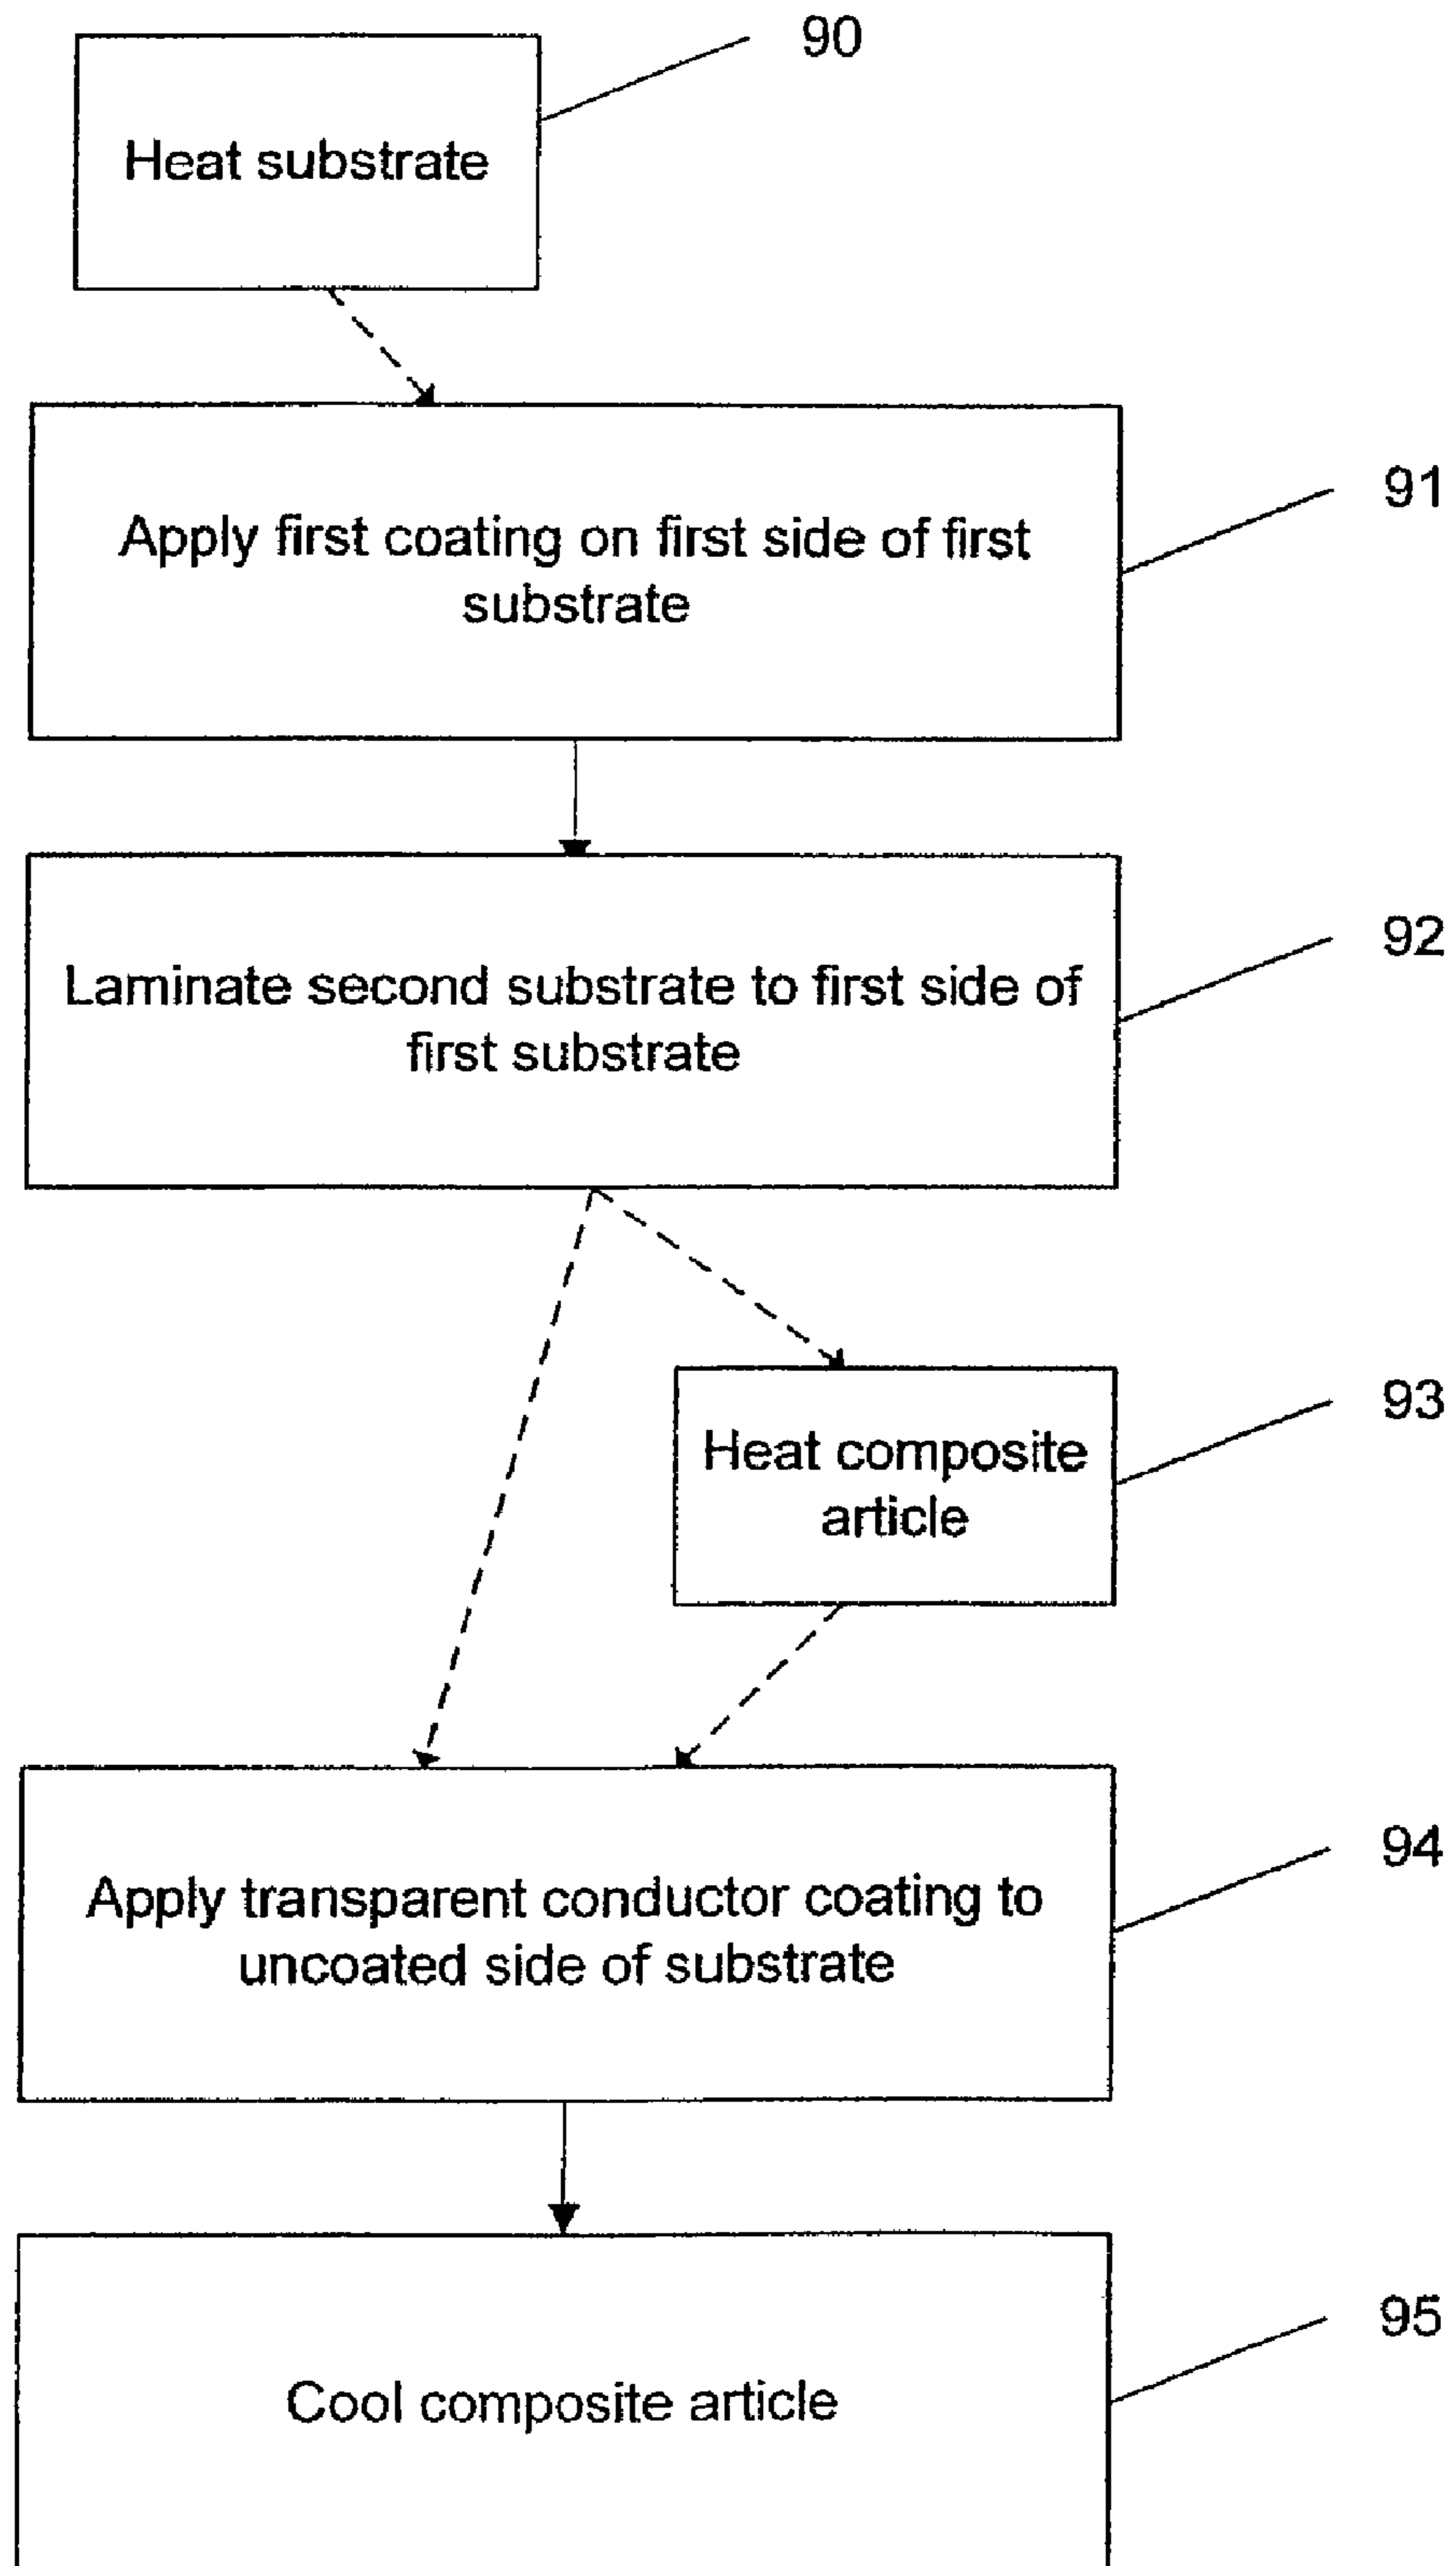 90
Heat substrate
91
Apply first coating on first side of first
substrate
92
Laminate second substrate to first side of
first substrate
93
Heat composite
article
94
Apply transparent conductor coating to
uncoated side of substrate
95
Cool composite article